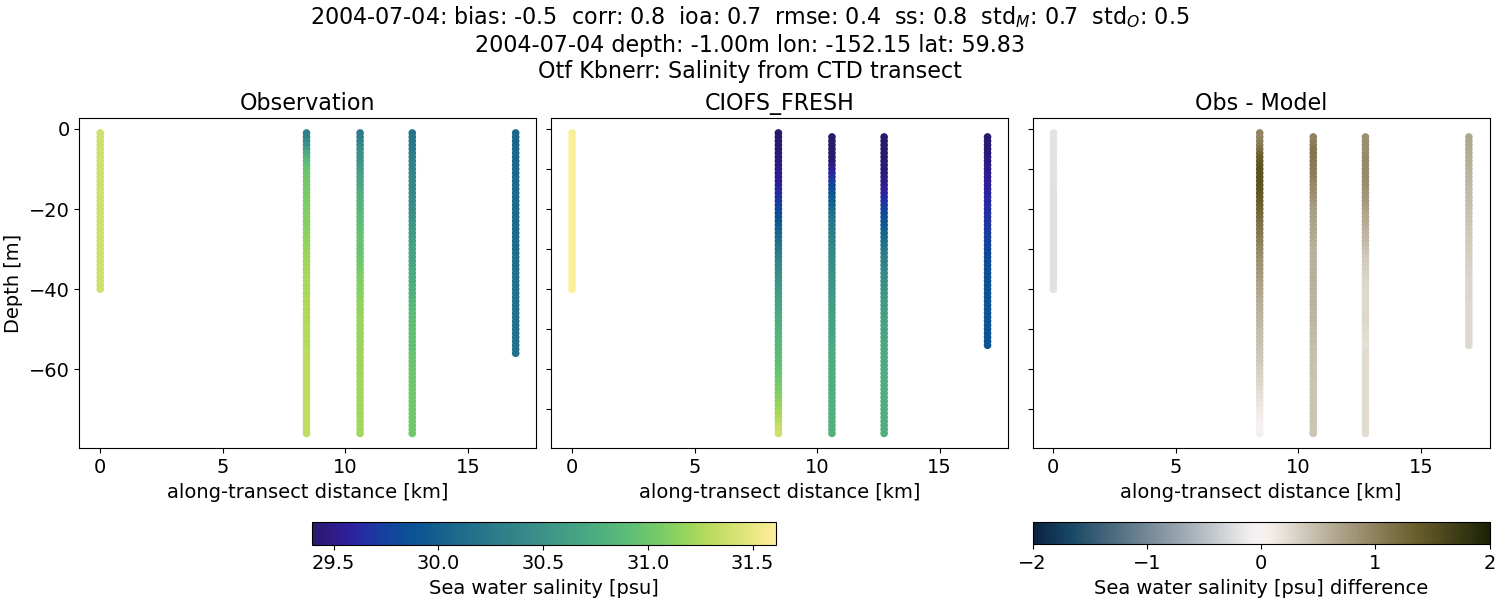 2004-07-04: bias: -0.5 corr: 0.8 ioa: 0.7 rmse: 0.4 ss: 0.8 std_M: 0.7 std_O: 0.5
2004-07-04 depth: -1.00m lon: -152.15 lat: 59.83
Otf Kbnerr: Salinity from CTD transect
Observation CIOFS_FRESH Obs - Model
0
−20
−40
−60
Depth [m]
0 5 10 15 0 5 10 15 0 5 10 15
along-transect distance [km] along-transect distance [km] along-transect distance [km]
29.5 30.0 30.5 31.0 31.5 −2 −1 0 1 2
Sea water salinity [psu] Sea water salinity [psu] difference